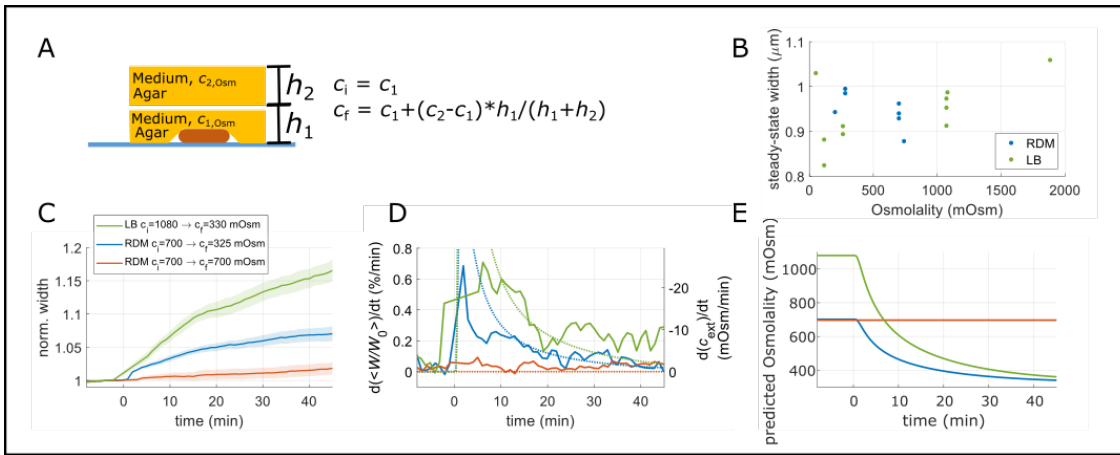 A
Medium, c2,Osm
Agar
h2
Medium, c1,Osm
Agar
h1
ci = c1
cf = c1+(c2-c1)*h1/(h1+h2)
B
steady-state width (μm)
1.1
1
0.9
0.8
0
500
1000
1500
2000
Osmolality (mOsm)
RDM
LB
C
LB ci=1080 → cf=330 mOsm
RDM ci=700 → cf=325 mOsm
RDM ci=700 → cf=700 mOsm
norm. width
1.2
1.15
1.1
1.05
1
0
10
20
30
40
time (min)
D
d(<W/W0>)/dt (%/min)
0.8
0.6
0.4
0.2
0
0
10
20
30
40
time (min)
-20
-10
0
d(cext)/dt
(mOsm/min)
E
predicted Osmolality (mOsm)
1000
800
600
400
0
10
20
30
40
time (min)